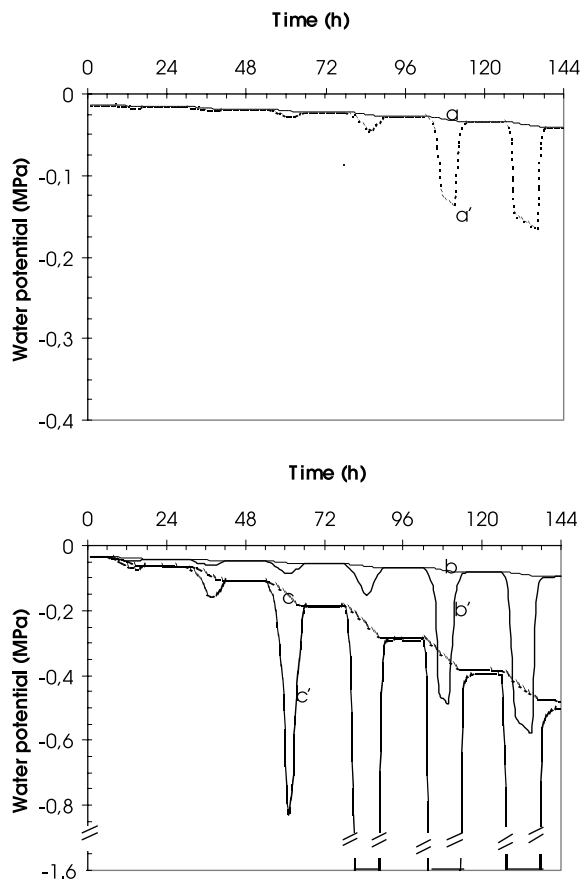 Time (h)
0 24 48 72 96 120 144
0
-0,1
-0,2
-0,3
-0,4
Water potential (MPa)
a
a'
Time (h)
0 24 48 72 96 120 144
0
-0,2
-0,4
-0,6
-0,8
-1,6
Water potential (MPa)
b
b'
c
c'